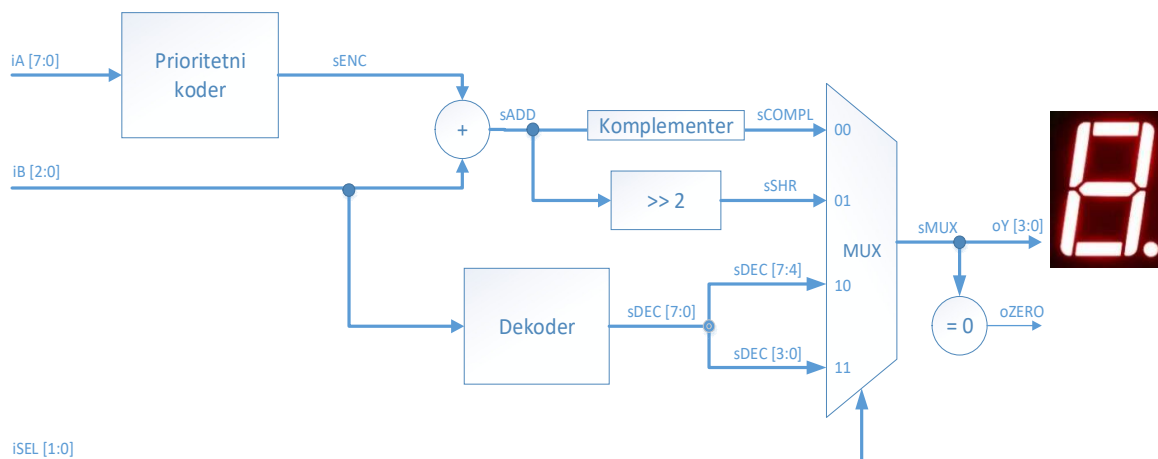 iA [7:0]
Prioritetni
koder
sENC
iB [2:0]
+
sADD
Komplementer
sCOMPL
00
>> 2
sSHR
01
MUX
sMUX
oY [3:0]
Dekoder
sDEC [7:0]
sDEC [7:4]
10
sDEC [3:0]
11
= 0
oZERO
iSEL [1:0]
8.